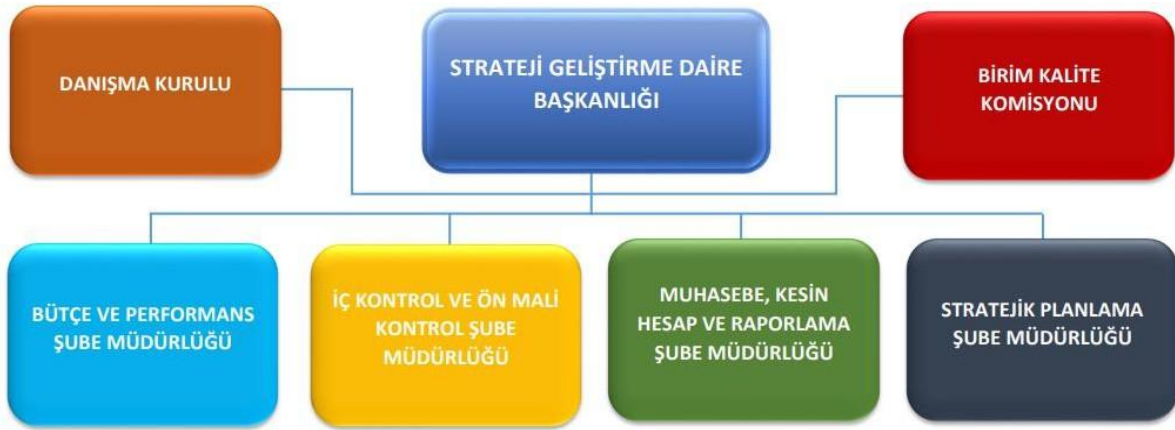 DANIŞMA KURULU
STRATEJİ GELİŞTİRME DAİRE
BAŞKANLIĞI
BİRİM KALİTE
KOMİSYONU
BÜTÇE VE PERFORMANS
ŞUBE MÜDÜRLÜĞÜ
İÇ KONTROL VE ÖN MALİ
KONTROL ŞUBE
MÜDÜRLÜĞÜ
MUHASEBE, KESİN
HESAP VE RAPORLAMA
ŞUBE MÜDÜRLÜĞÜ
STRATEJİK PLANLAMA
ŞUBE MÜDÜRLÜĞÜ